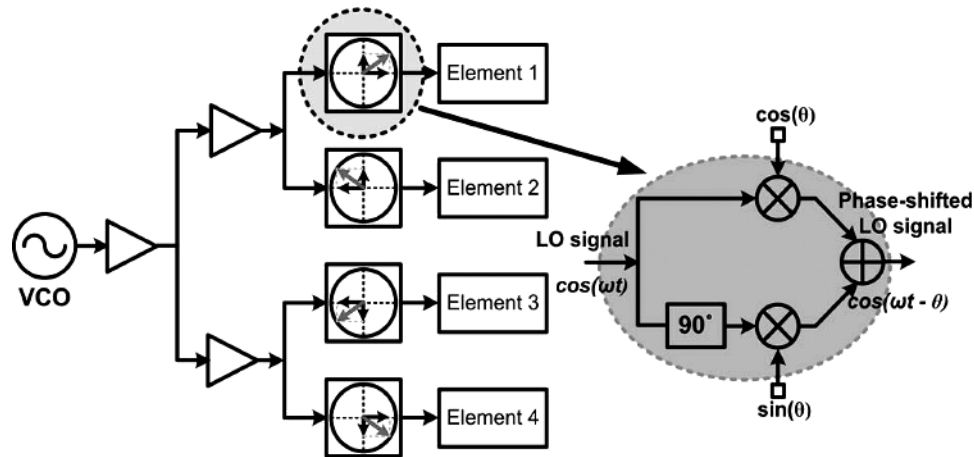 VCO
Element 1
Element 2
Element 3
Element 4
cos(θ)
LO signal
cos(ωt)
90°
sin(θ)
Phase-shifted
LO signal
cos(ωt - θ)